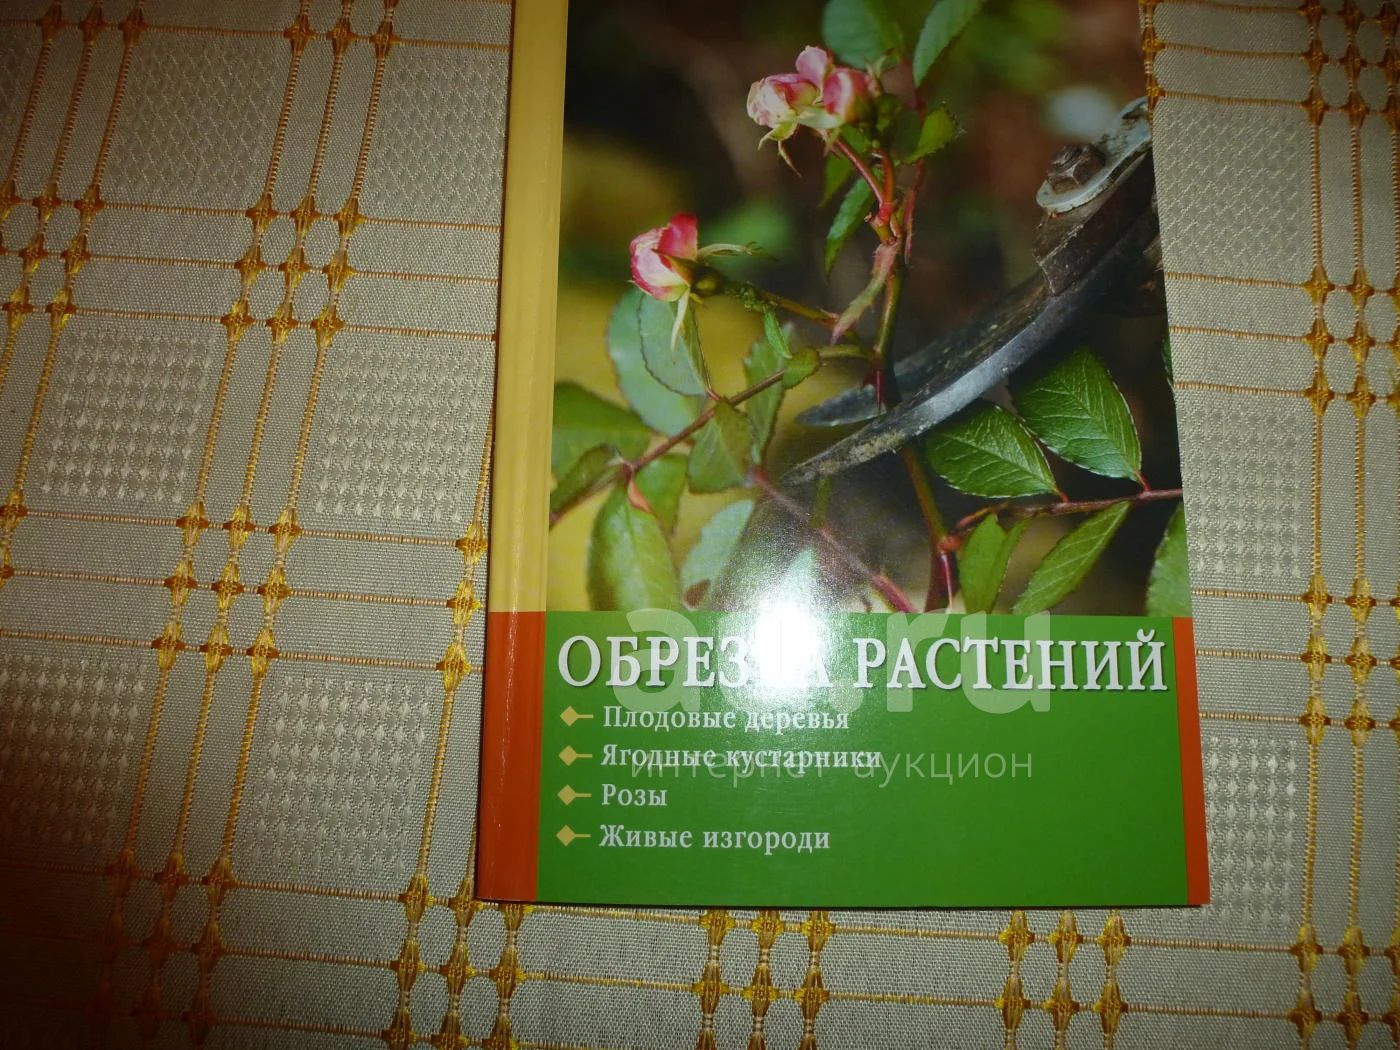 ОБРЕЗКА РАСТЕНИЙ
Плодовые деревья
Ягодные кустарники
Розы
Живые изгороди
au.ru
интернет-аукцион